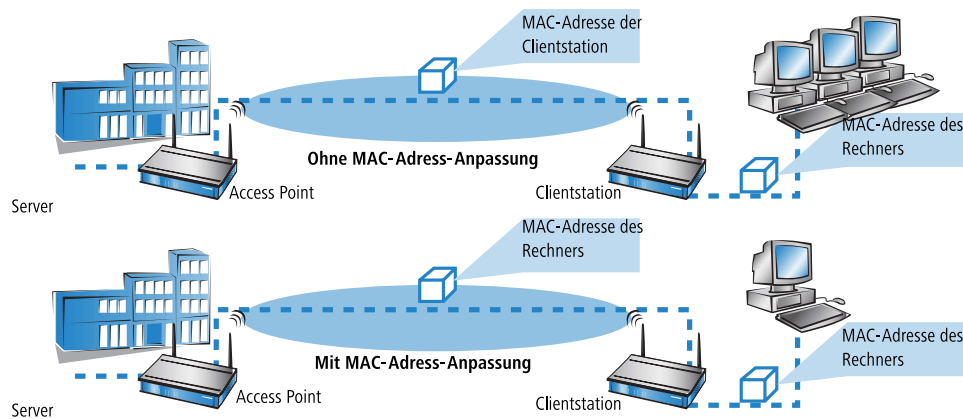 MAC-Adresse der
Clientstation
MAC-Adresse des
Rechners
Ohne MAC-Adress-Anpassung
Access Point
Clientstation
Server
MAC-Adresse des
Rechners
MAC-Adresse des
Rechners
Mit MAC-Adress-Anpassung
Access Point
Clientstation
Server